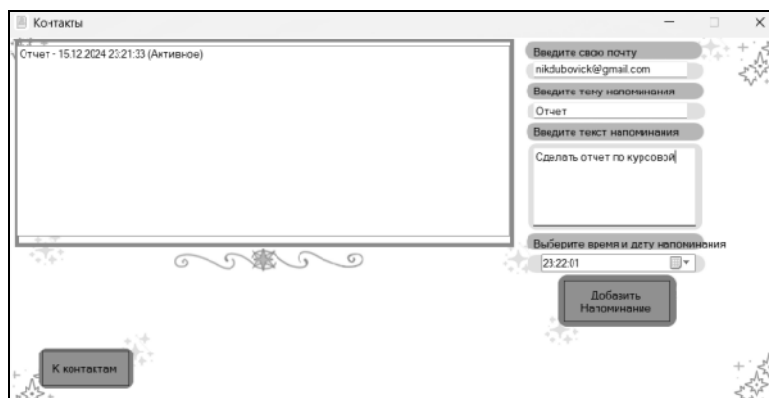 Контакты
Отчет - 15.12.2024 23:21:33 (Активное)
Введите свою почту
nikdubovick@gmail.com
Введите тему напоминания
Отчет
Введите текст напоминания
Сделать отчет по курсовой
Выберите время и дату напоминания
23:22:01
Добавить
Напоминание
К контактам